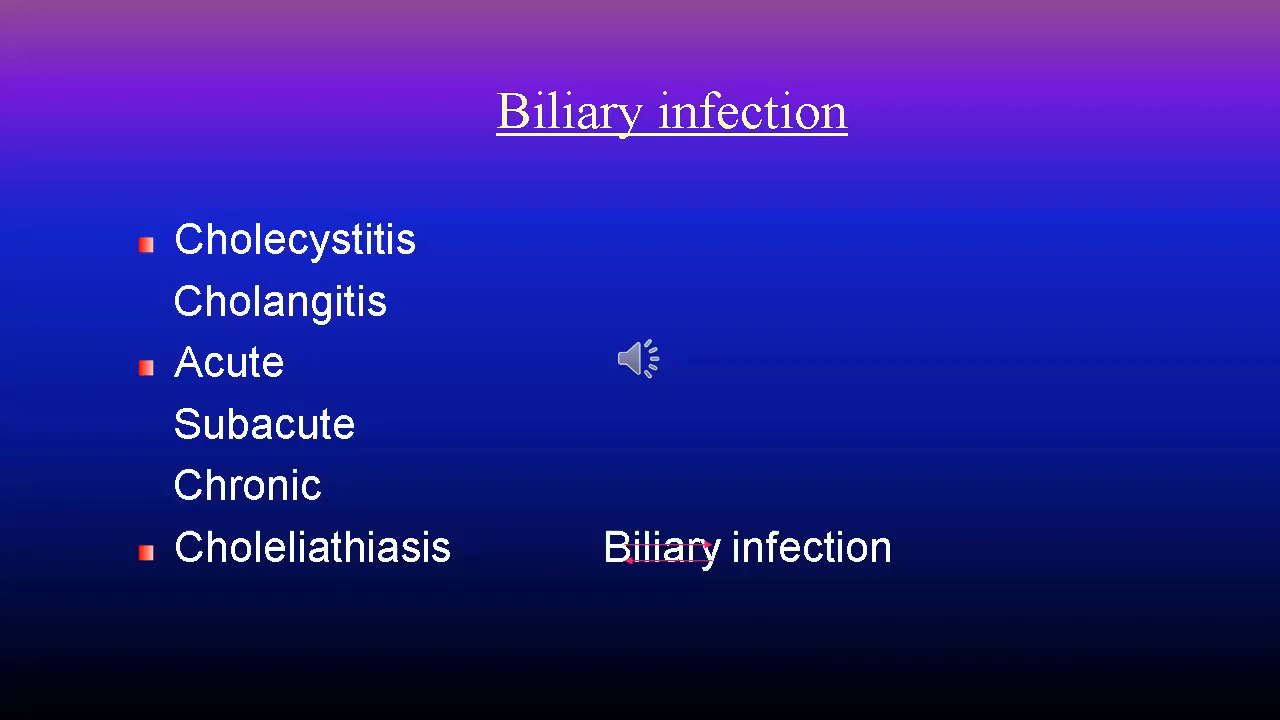 Biliary infection
Cholecystitis
Cholangitis
Acute
Subacute
Chronic
Choleliathiasis Biliary infection